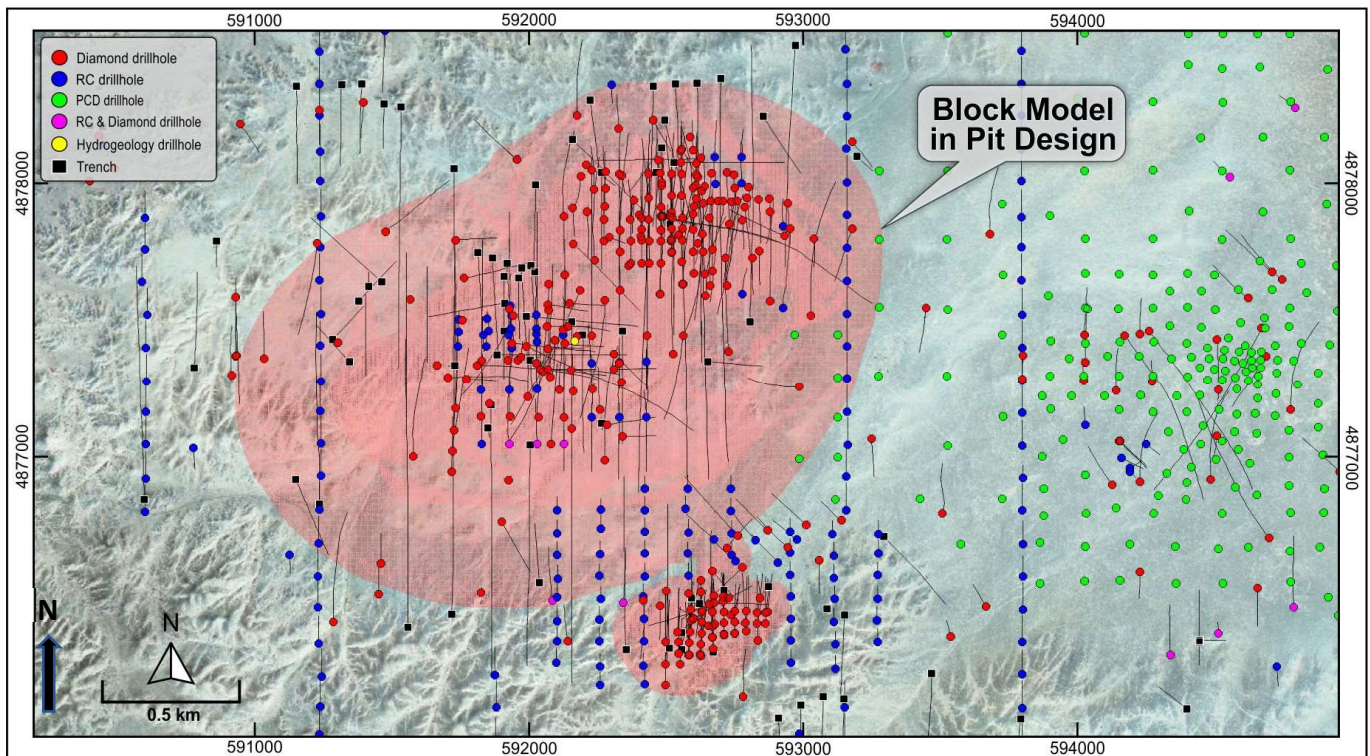 591000
592000
593000
594000
Diamond drillhole
RC drillhole
PCD drillhole
RC & Diamond drillhole
Hydrogeology drillhole
Trench
Block Model
in Pit Design
4878000
4878000
4877000
4877000
N
N
0.5 km
591000
592000
593000
594000